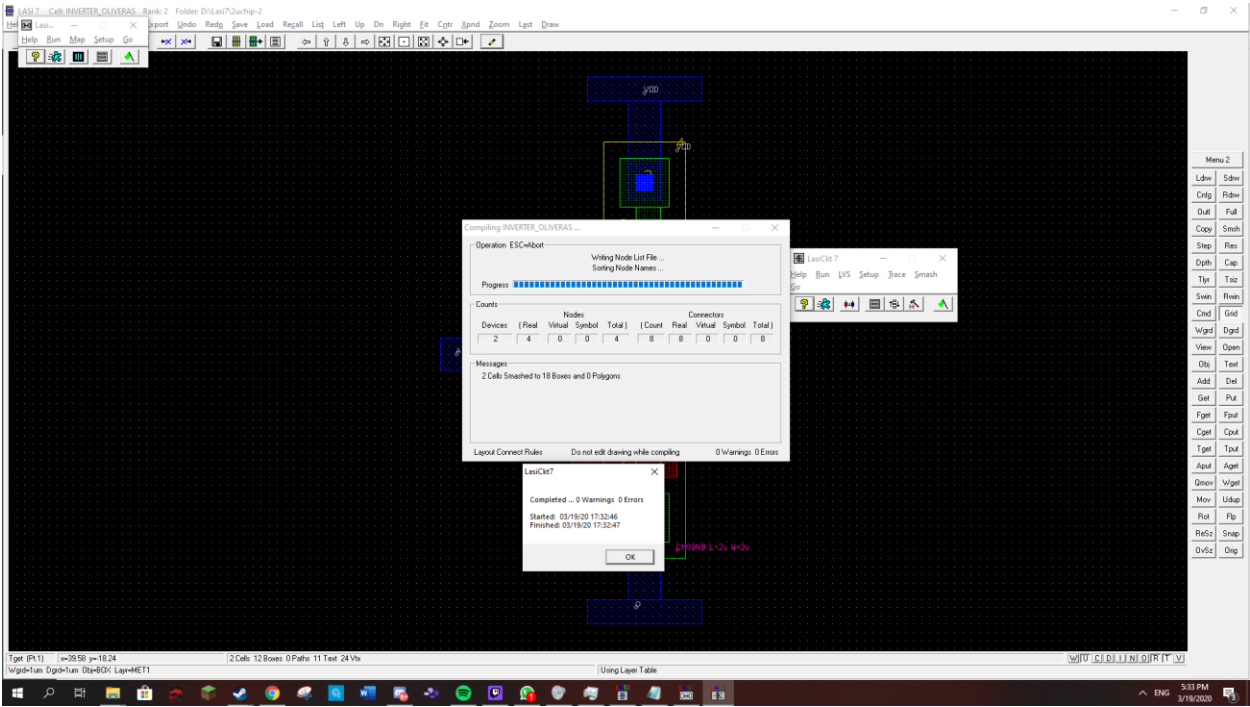 LASI 7 Cell: INVERTER_OLIVERAS Rank: 2 Folder: D:\Lasi7\2uchip-2
Undo Redo Save Load Recall List Left Up Dn Right Fit Cntr Xpnd Zoom Last Draw
Lasi...
Help Run Map Setup Go
VDD
Compiling INVERTER_OLIVERAS ...
Operation ESC=Abort
Writing Node List File ...
Sorting Node Names ...
Progress
Counts
Nodes Connectors
Devices ( Real Virtual Symbol Total ) ( Count Real Virtual Symbol Total )
2 4 0 0 4 8 8 0 0 8
Messages
2 Cells Smashed to 18 Boxes and 0 Polygons
Layout Connect Rules Do not edit drawing while compiling 0 Warnings 0 Errors
LasiCkt 7
Help Run LVS Setup Trace Smash
Go
LasiCkt7
Completed ... 0 Warnings 0 Errors
Started: 03/19/20 17:32:46
Finished: 03/19/20 17:32:47
OK
L=2u W=3u
Menu 2
Ldrw Sdrw
Cntg Rdrw
Outl Full
Copy Smsh
Step Res
Dpth Cap
Tlyr Tsiz
Swin Rwin
Cmd Grid
Wgrd Dgrd
View Open
Obj Text
Add Del
Get Put
Fget Fput
Cget Cput
Tget Tput
Aput Aget
Qmov Wget
Mov Udup
Rot Flp
ReSz Snap
OvSz Orig
Tget (Pt.1) x=39.58 y=-18.24 2 Cells 12 Boxes 0 Paths 11 Text 24 Vtx W U C D I N O R T V
Wgrd=1um Dgrd=1um Obj=BOX Layr=MET1 Using Layer Table
ENG
5:33 PM
3/19/2020